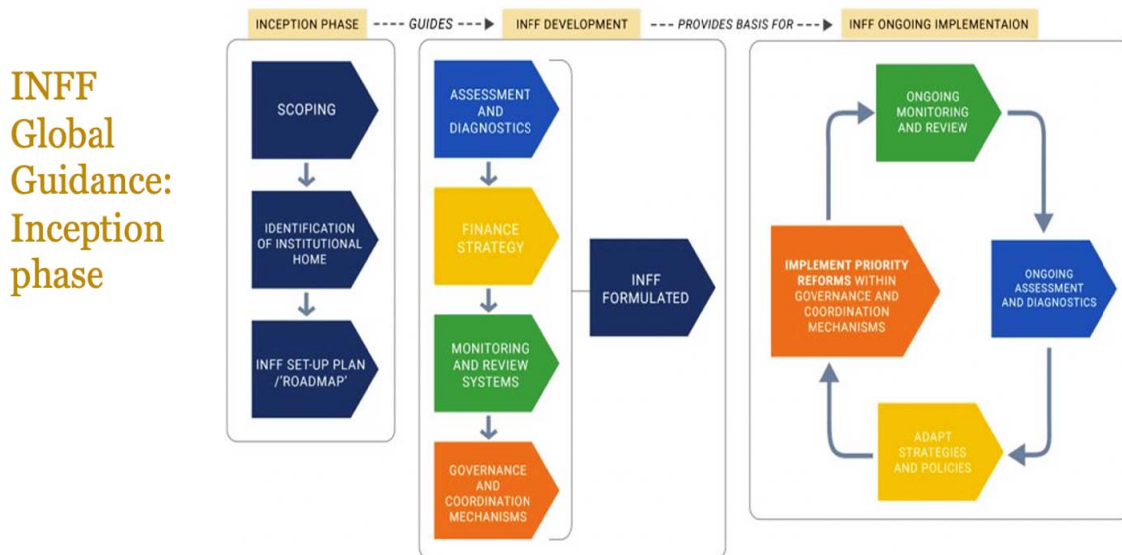 INFF
Global
Guidance:
Inception
phase
INCEPTION PHASE
GUIDES
INFF DEVELOPMENT
PROVIDES BASIS FOR
INFF ONGOING IMPLEMENTAION
SCOPING
IDENTIFICATION
OF INSTITUTIONAL
HOME
INFF SET-UP PLAN
/'ROADMAP'
ASSESSMENT
AND
DIAGNOSTICS
FINANCE
STRATEGY
MONITORING
AND REVIEW
SYSTEMS
GOVERNANCE
AND
COORDINATION
MECHANISMS
INFF
FORMULATED
ONGOING
MONITORING
AND REVIEW
ONGOING
ASSESSMENT
AND DIAGNOSTICS
ADAPT
STRATEGIES
AND POLICIES
IMPLEMENT PRIORITY
REFORMS WITHIN
GOVERNANCE AND
COORDINATION
MECHANISMS